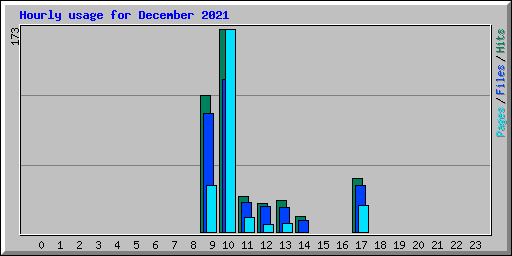 Hourly usage for December 2021
173
Pages/Files/Hits
0 1 2 3 4 5 6 7 8 9 10 11 12 13 14 15 16 17 18 19 20 21 22 23